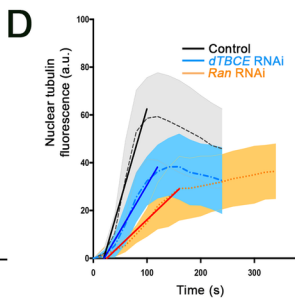 D
Control
dTBCE RNAi
Ran RNAi
Nuclear tubulin
fluorescence (a.u.)
100
80
60
40
20
0
0 100 200 300
Time (s)